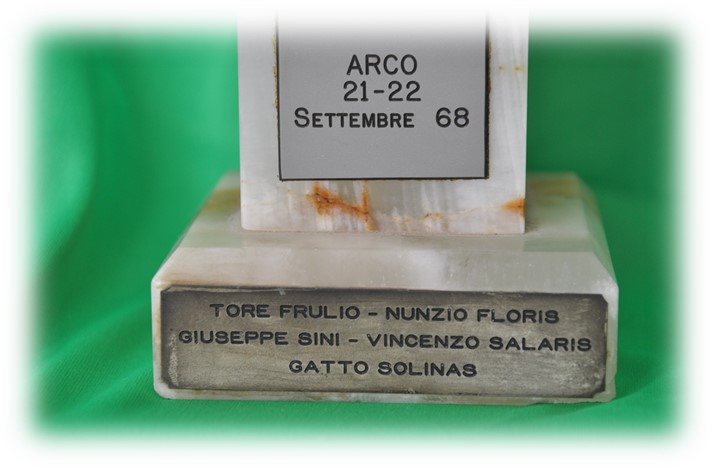 ARCO
21-22
SETTEMBRE 68
TORE FRULIO - NUNZIO FLORIS
GIUSEPPE SINI - VINCENZO SALARIS
GATTO SOLINAS